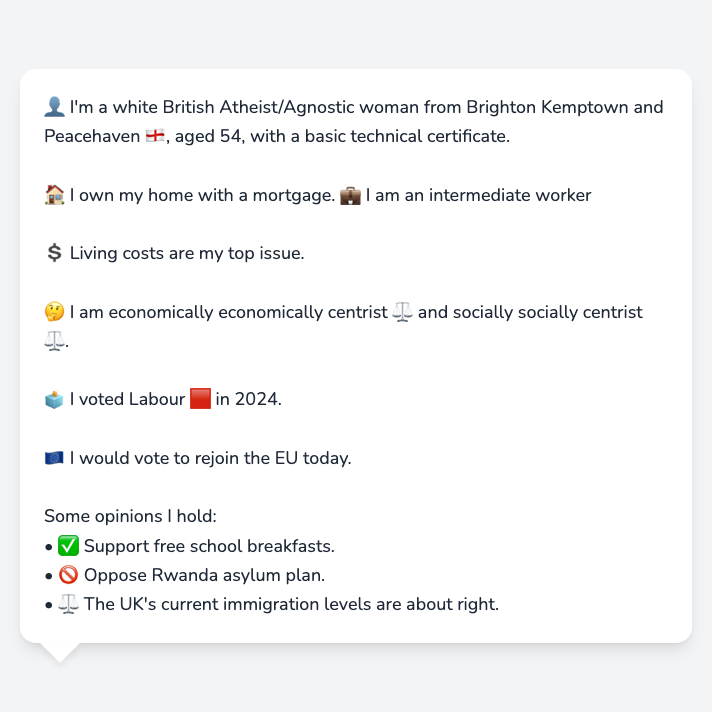 👤 I'm a white British Atheist/Agnostic woman from Brighton Kemptown and
Peacehaven 🏴󠁧󠁢󠁥󠁮󠁧󠁿, aged 54, with a basic technical certificate.
🏠 I own my home with a mortgage. 💼 I am an intermediate worker
💲 Living costs are my top issue.
🤔 I am economically economically centrist ⚖️ and socially socially centrist
⚖️.
🗳️ I voted Labour 🟥 in 2024.
🇪🇺 I would vote to rejoin the EU today.
Some opinions I hold:
• ✅ Support free school breakfasts.
• 🚫 Oppose Rwanda asylum plan.
• ⚖️ The UK's current immigration levels are about right.